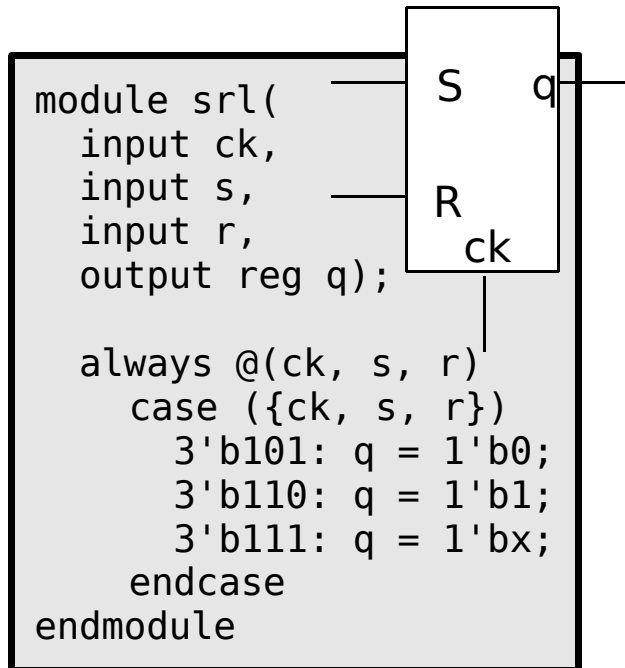 module srl(
input ck,
input s,
input r,
output reg q);
S
q
R
ck
always @(ck, s, r)
case ({ck, s, r})
3'b101: q = 1'b0;
3'b110: q = 1'b1;
3'b111: q = 1'bx;
endcase
endmodule